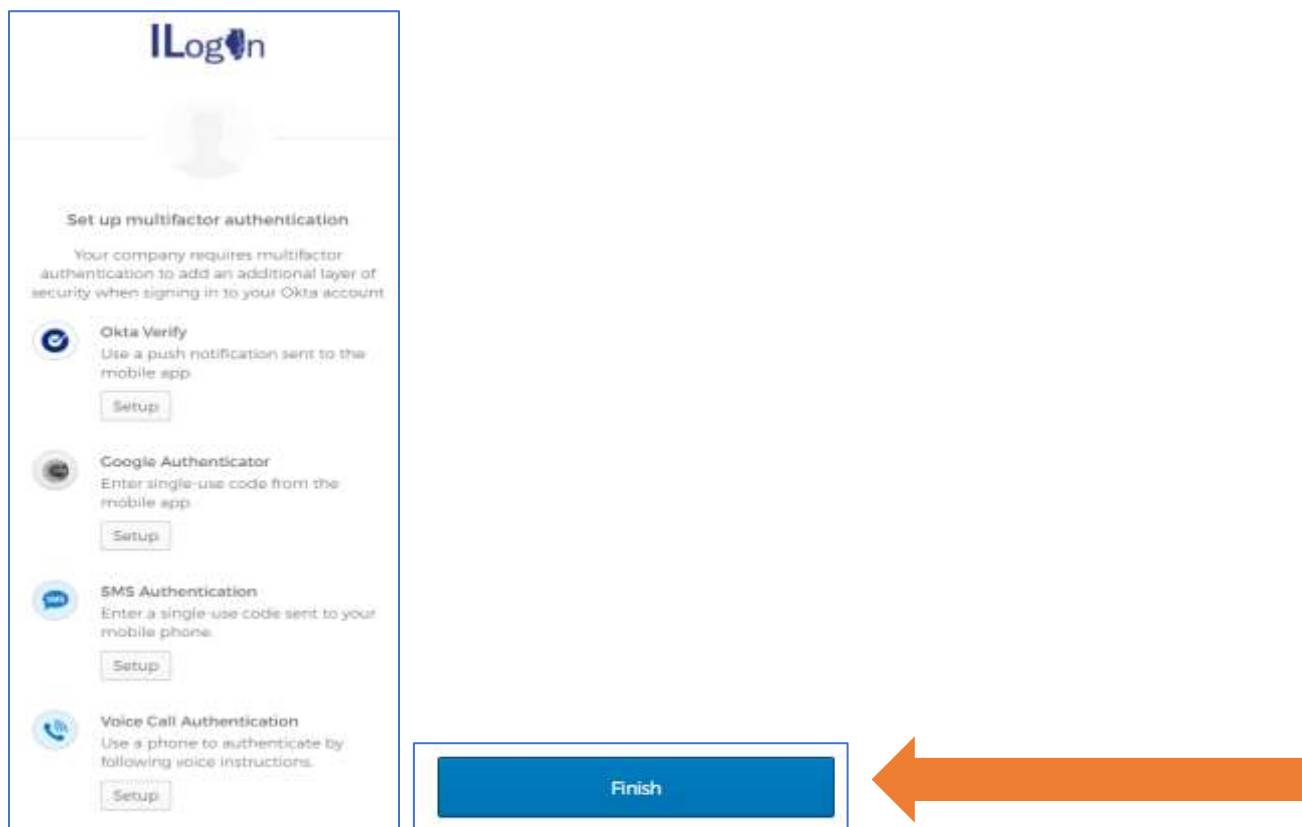 ILogIn
Set up multifactor authentication
Your company requires multifactor
authentication to add an additional layer of
security when signing in to your Okta account
Okta Verify
Use a push notification sent to the
mobile app.
Setup
Google Authenticator
Enter single-use code from the
mobile app.
Setup
SMS Authentication
Enter a single-use code sent to your
mobile phone.
Setup
Voice Call Authentication
Use a phone to authenticate by
following voice instructions.
Setup
Finish